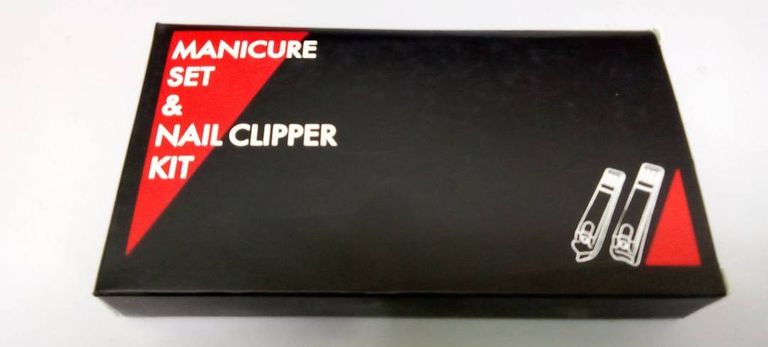 MANICURE
SET
&
NAIL CLIPPER
KIT